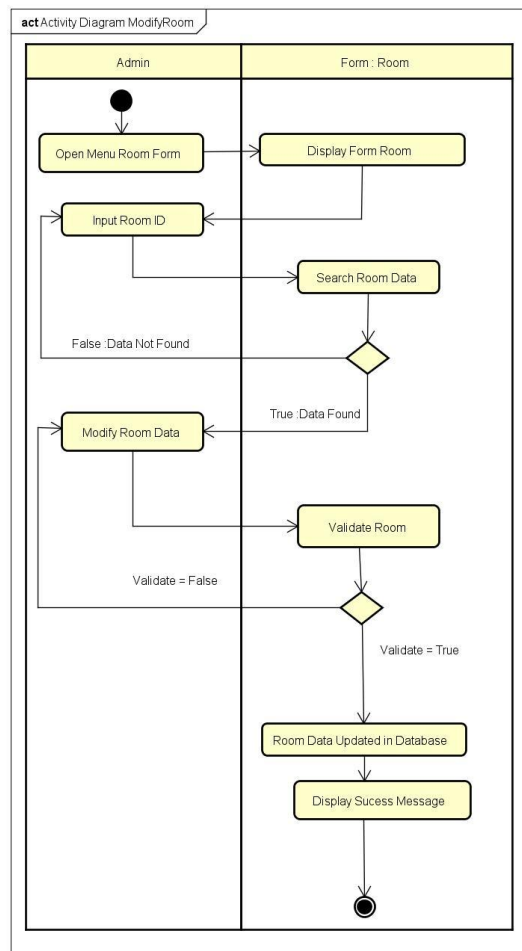 act Activity Diagram ModifyRoom
Admin
Form : Room
Open Menu Room Form
Display Form Room
Input Room ID
Search Room Data
False :Data Not Found
True :Data Found
Modify Room Data
Validate Room
Validate = False
Validate = True
Room Data Updated in Database
Display Sucess Message